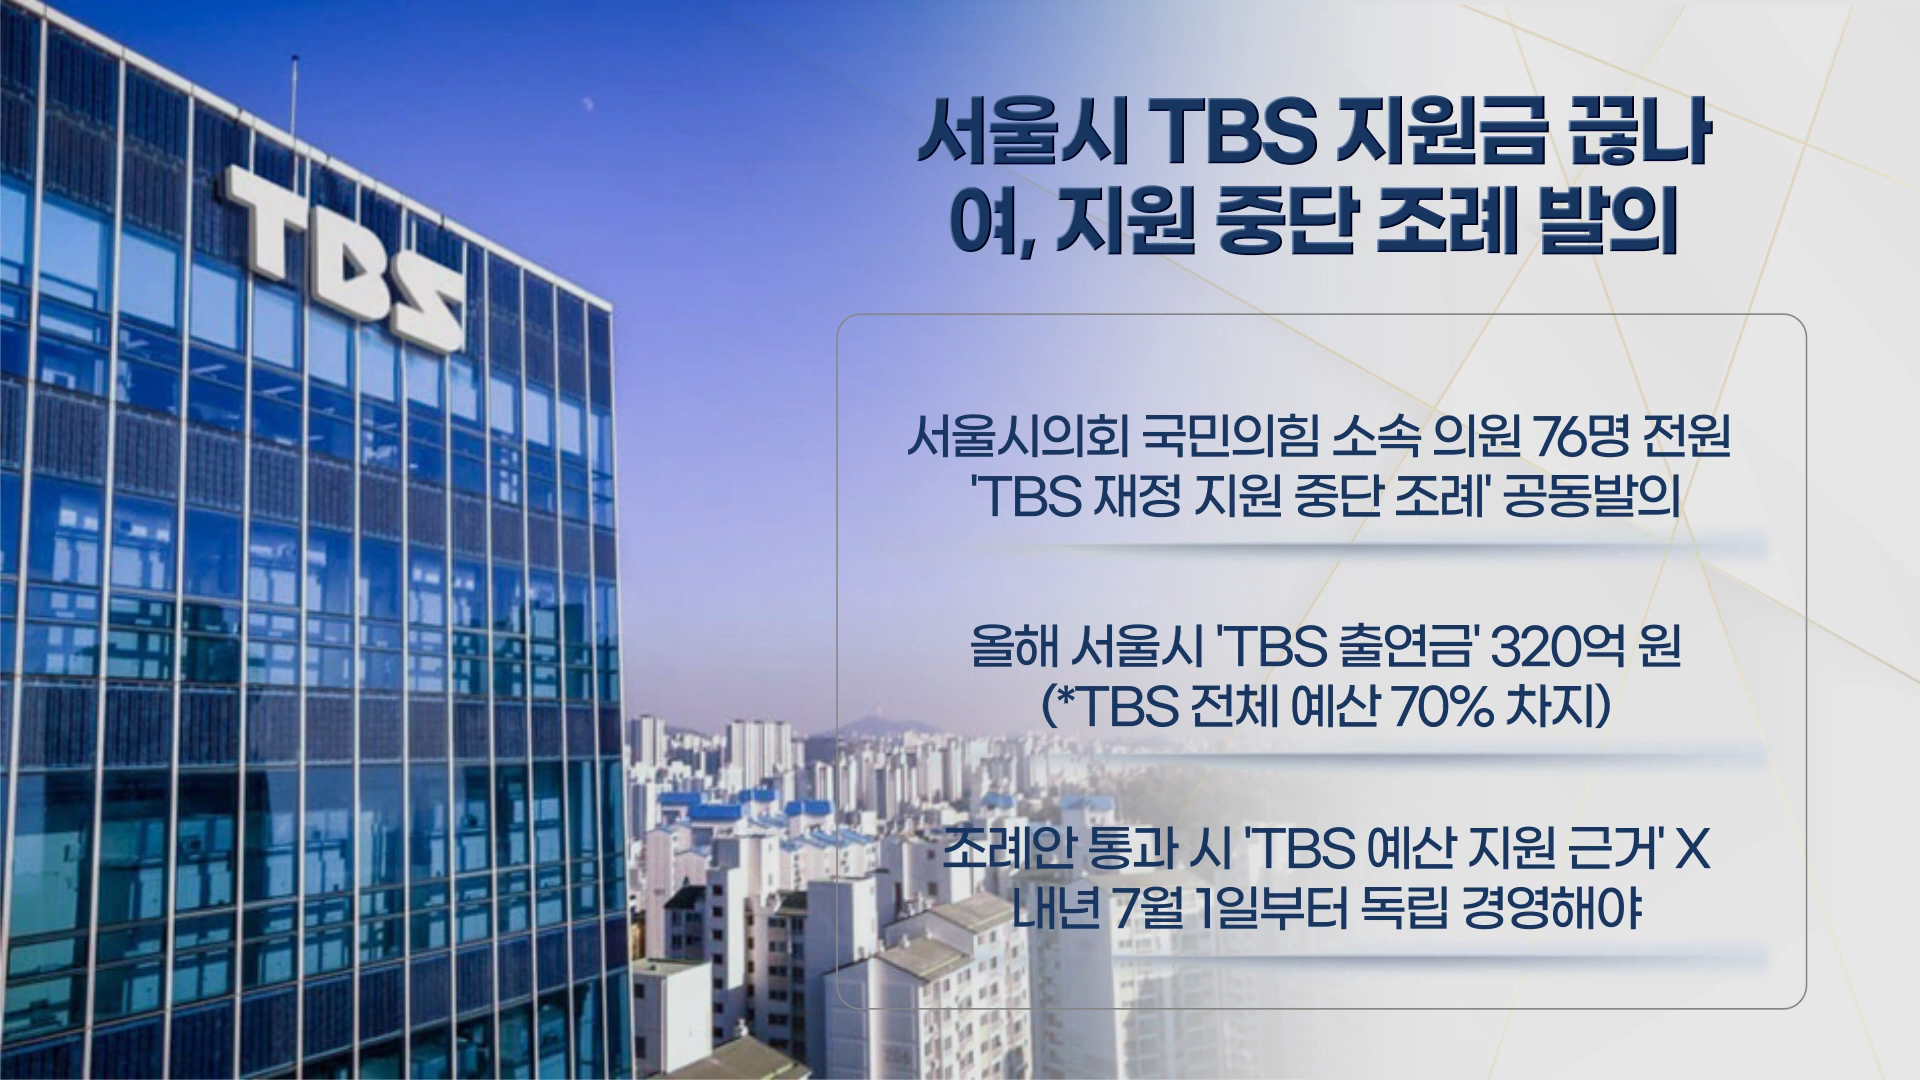 TBS
서울시 TBS 지원금 끊나
여, 지원 중단 조례 발의
서울시의회 국민의힘 소속 의원 76명 전원
'TBS 재정 지원 중단 조례' 공동발의
올해 서울시 'TBS 출연금' 320억 원
(*TBS 전체 예산 70% 차지)
조례안 통과 시 'TBS 예산 지원 근거' X
내년 7월 1일부터 독립 경영해야